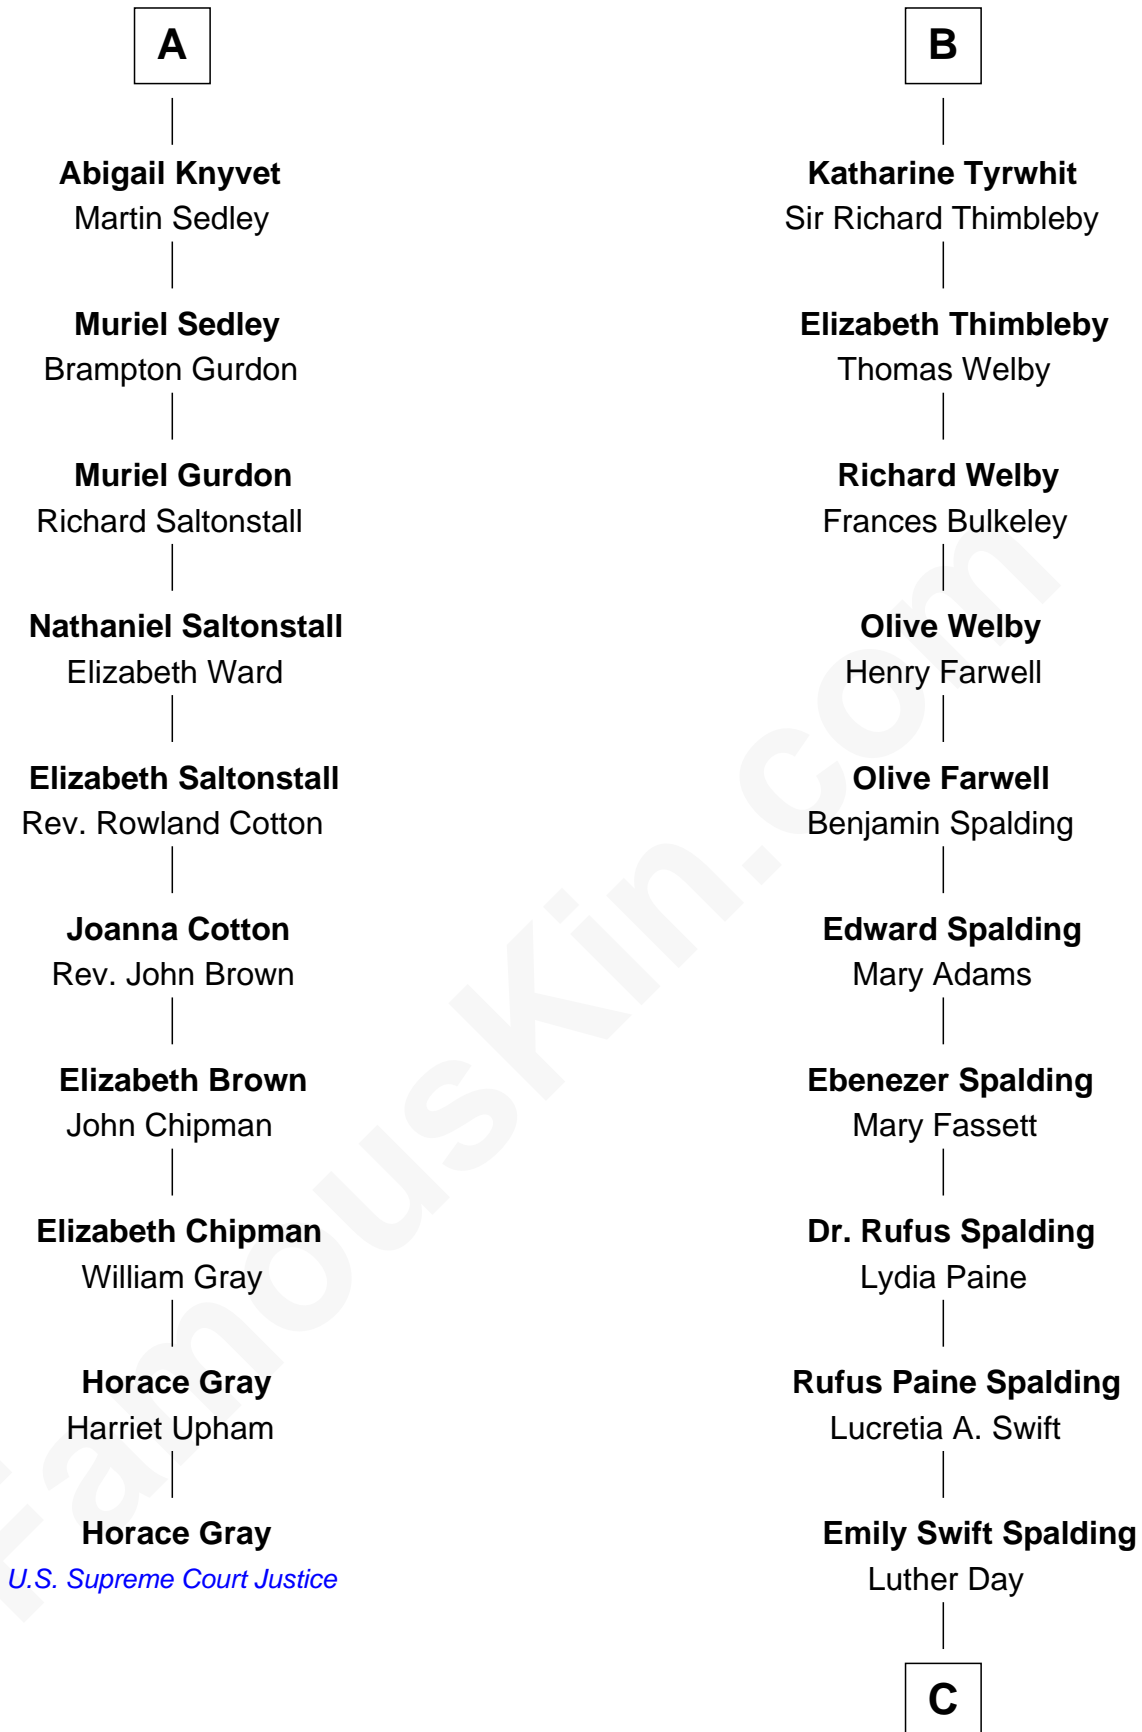 A
Abigail Knyvet
Martin Sedley
Muriel Sedley
Brampton Gurdon
Muriel Gurdon
Richard Saltonstall
Nathaniel Saltonstall
Elizabeth Ward
Elizabeth Saltonstall
Rev. Rowland Cotton
Joanna Cotton
Rev. John Brown
Elizabeth Brown
John Chipman
Elizabeth Chipman
William Gray
Horace Gray
Harriet Upham
Horace Gray
U.S. Supreme Court Justice
B
Katharine Tyrwhit
Sir Richard Thimbleby
Elizabeth Thimbleby
Thomas Welby
Richard Welby
Frances Bulkeley
Olive Welby
Henry Farwell
Olive Farwell
Benjamin Spalding
Edward Spalding
Mary Adams
Ebenezer Spalding
Mary Fassett
Dr. Rufus Spalding
Lydia Paine
Rufus Paine Spalding
Lucretia A. Swift
Emily Swift Spalding
Luther Day
C
FamousKin.com